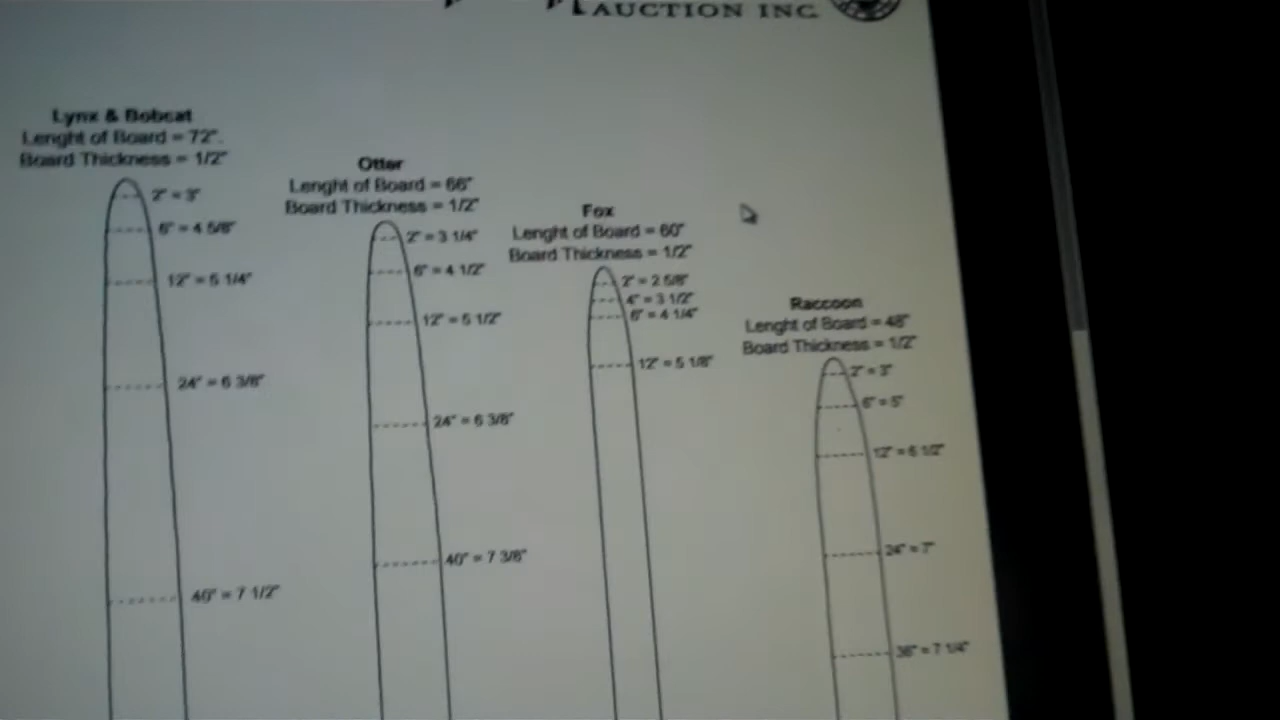 AUCTION INC.
Lynx & Bobcat
Lenght of Board = 72".
Board Thickness = 1/2"
2" = 3"
6" = 4 5/8"
12" = 5 1/4"
24" = 6 3/8"
40" = 7 1/2"
Otter
Lenght of Board = 66"
Board Thickness = 1/2"
2" = 3 1/4"
6" = 4 1/2"
12" = 5 1/2"
24" = 6 3/8"
40" = 7 3/8"
Fox
Lenght of Board = 60"
Board Thickness = 1/2"
2" = 2 5/8"
4" = 3 1/2"
6" = 4 1/4"
12" = 5 1/8"
Raccoon
Lenght of Board = 48"
Board Thickness = 1/2"
2" = 3"
6" = 5"
12" = 6 1/2"
24" = 7"
36" = 7 1/4"